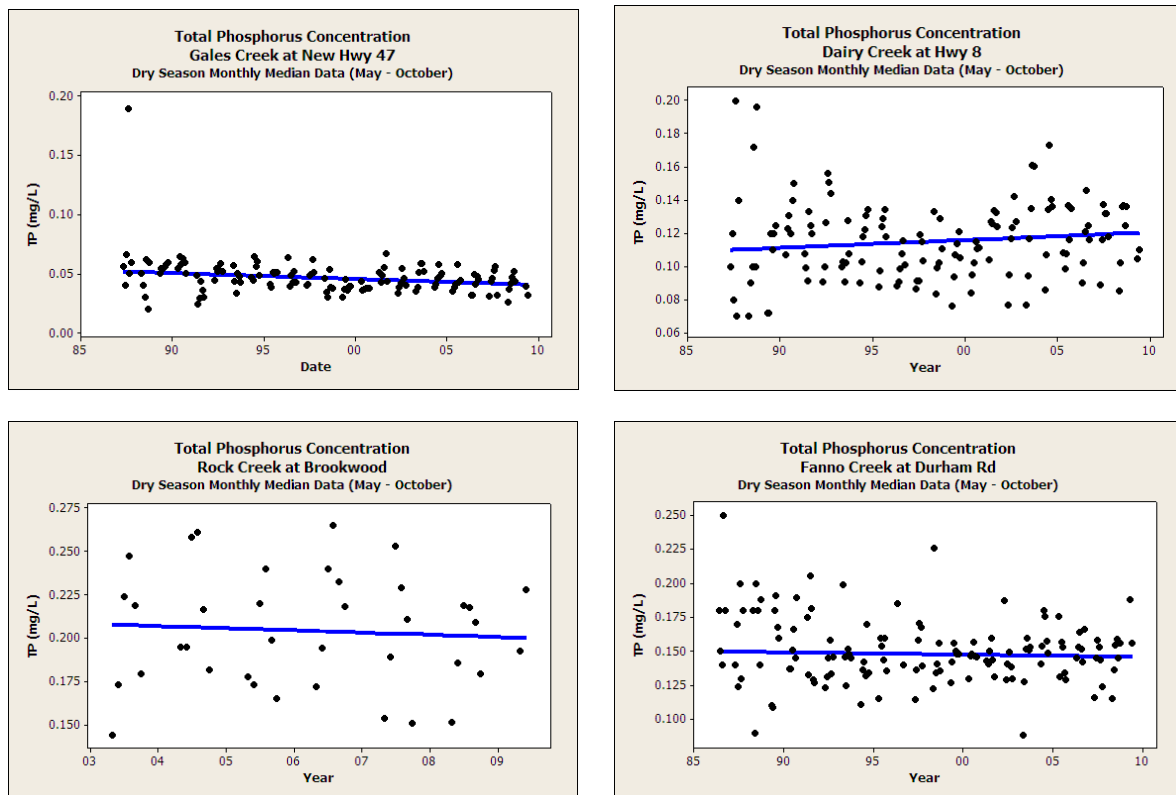 Total Phosphorus Concentration
Gales Creek at New Hwy 47
Dry Season Monthly Median Data (May - October)
TP (mg/L)
0.20
0.15
0.10
0.05
0.00
85 90 95 00 05 10
Date
Total Phosphorus Concentration
Dairy Creek at Hwy 8
Dry Season Monthly Median Data (May - October)
TP (mg/L)
0.20
0.18
0.16
0.14
0.12
0.10
0.08
0.06
85 90 95 00 05 10
Year
Total Phosphorus Concentration
Rock Creek at Brookwood
Dry Season Monthly Median Data (May - October)
TP (mg/L)
0.275
0.250
0.225
0.200
0.175
0.150
03 04 05 06 07 08 09
Year
Total Phosphorus Concentration
Fanno Creek at Durham Rd
Dry Season Monthly Median Data (May - October)
TP (mg/L)
0.250
0.225
0.200
0.175
0.150
0.125
0.100
85 90 95 00 05 10
Year